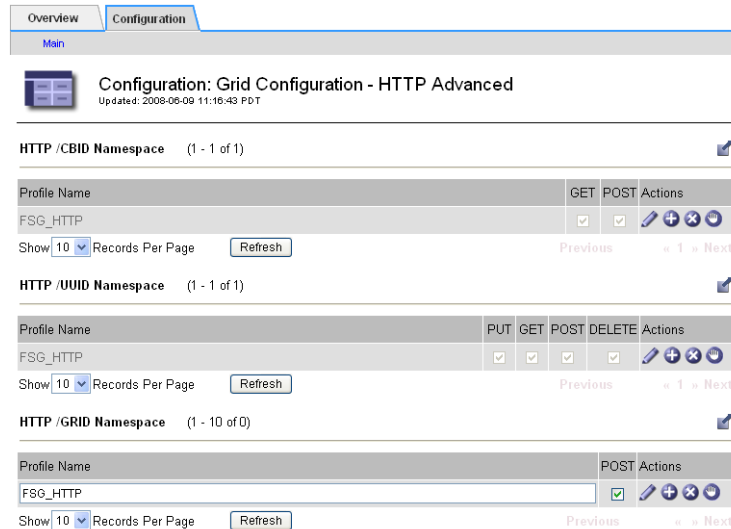 Overview Configuration
Main
Configuration: Grid Configuration - HTTP Advanced
Updated: 2008-06-09 11:16:43 PDT
HTTP /CBID Namespace (1 - 1 of 1)
Profile Name GET POST Actions
FSG_HTTP
Show 10 Records Per Page Refresh Previous « 1 » Next
HTTP /UUID Namespace (1 - 1 of 1)
Profile Name PUT GET POST DELETE Actions
FSG_HTTP
Show 10 Records Per Page Refresh Previous « 1 » Next
HTTP /GRID Namespace (1 - 10 of 0)
Profile Name POST Actions
FSG_HTTP
Show 10 Records Per Page Refresh Previous « » Next